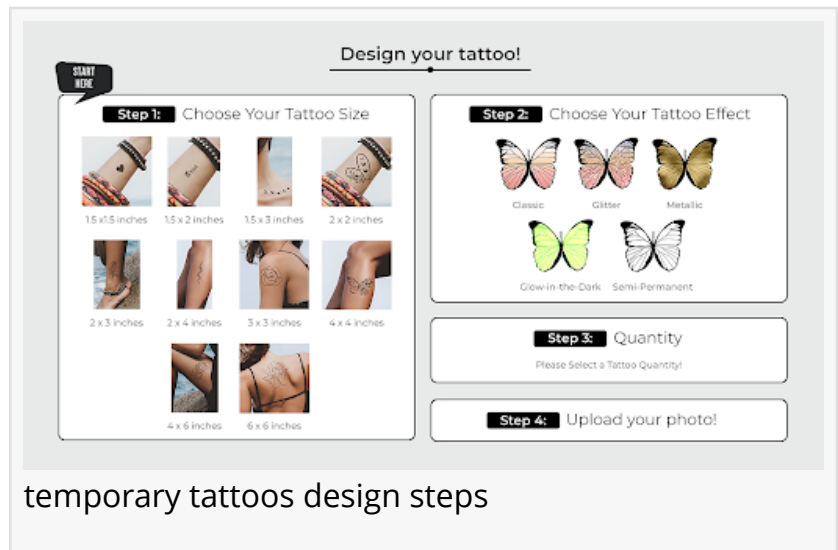 Design your tattoo!
START
HERE
Step 1: Choose Your Tattoo Size
1.5 x1.5 inches 1.5 x 2 inches 1.5 x 3 inches 2 x 2 inches
2 x 3 inches 2 x 4 inches 3 x 3 inches 4 x 4 inches
4 x 6 inches 6 x 6 inches
Step 2: Choose Your Tattoo Effect
Classic Glitter Metallic
Glow-in-the-Dark Semi-Permanent
Step 3: Quantity
Please Select a Tattoo Quantity!
Step 4: Upload your photo!
temporary tattoos design steps